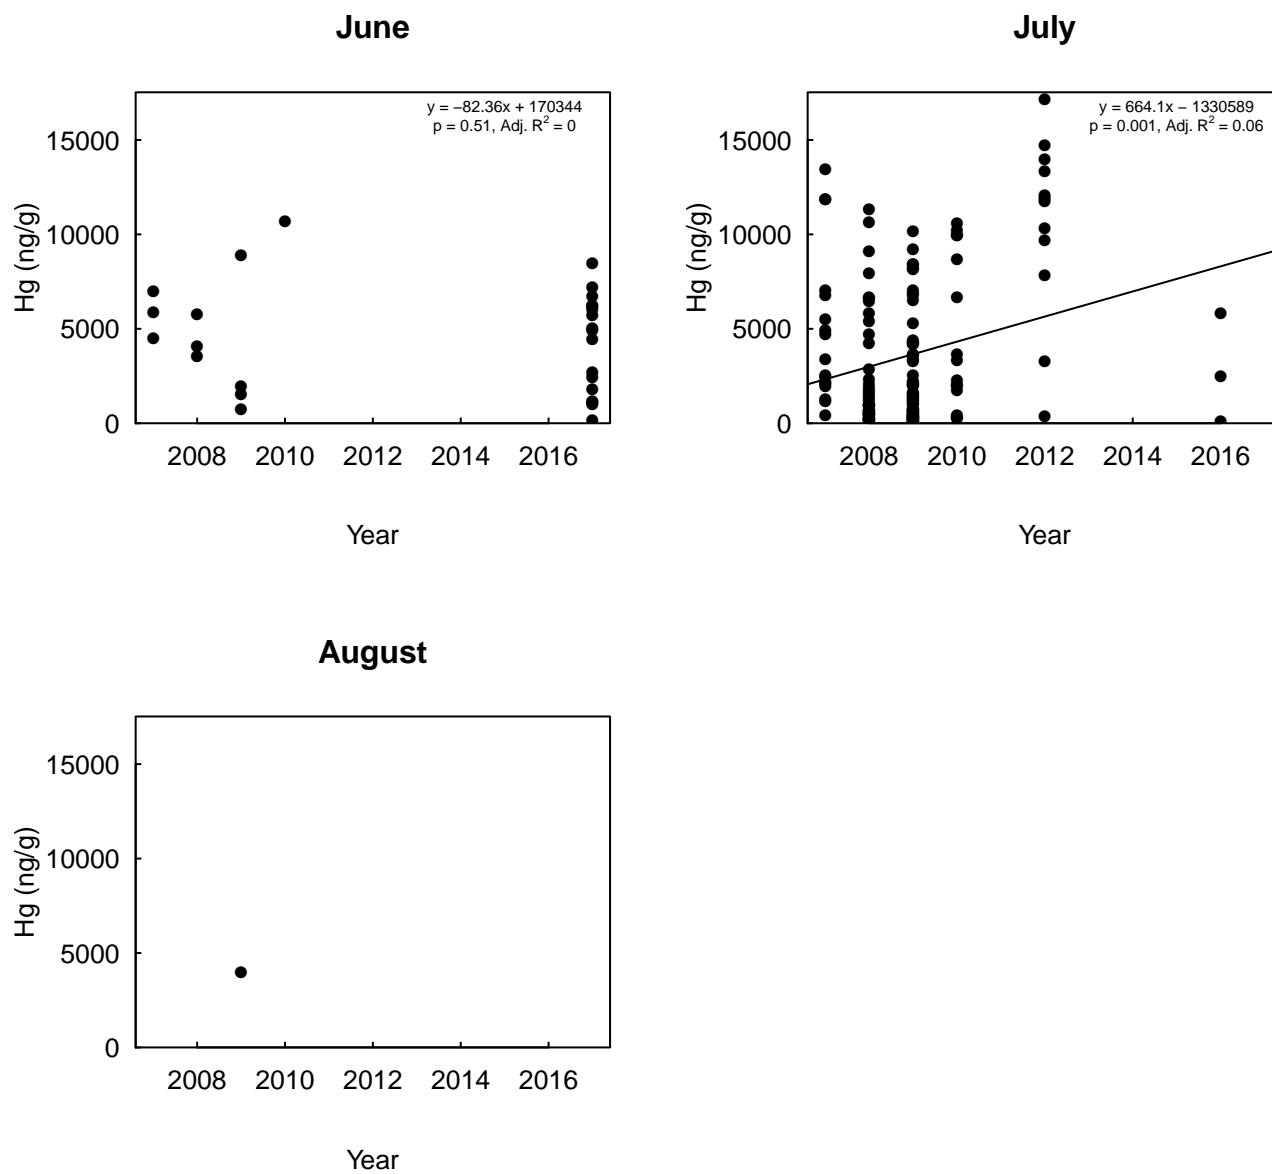 June
y = −82.36x + 170344
p = 0.51, Adj. R² = 0
15000
10000
5000
0
Hg (ng/g)
2008 2010 2012 2014 2016
Year
July
y = 664.1x − 1330589
p = 0.001, Adj. R² = 0.06
15000
10000
5000
0
Hg (ng/g)
2008 2010 2012 2014 2016
Year
August
15000
10000
5000
0
Hg (ng/g)
2008 2010 2012 2014 2016
Year